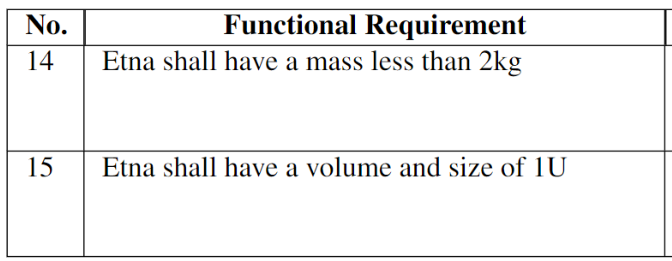 No. Functional Requirement
14 Etna shall have a mass less than 2kg
15 Etna shall have a volume and size of 1U